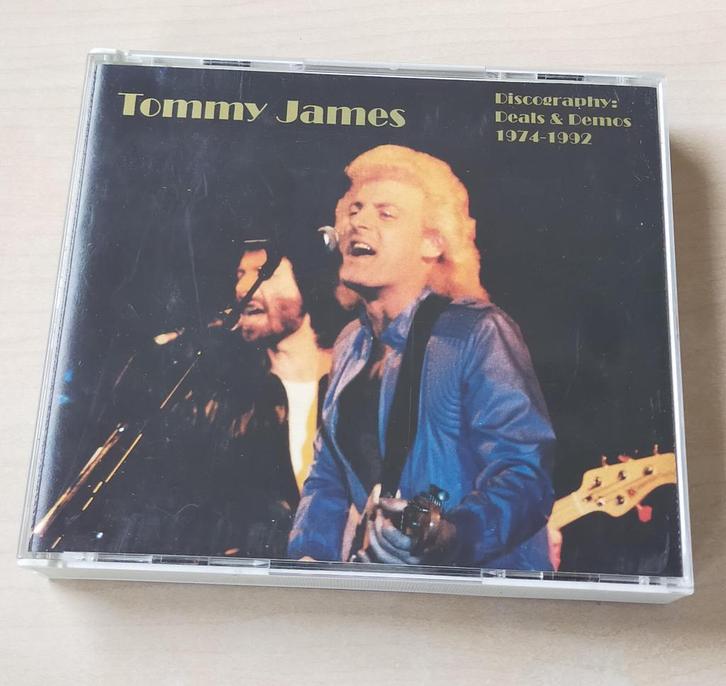 Tommy James
Discography:
Deals & Demos
1974-1992